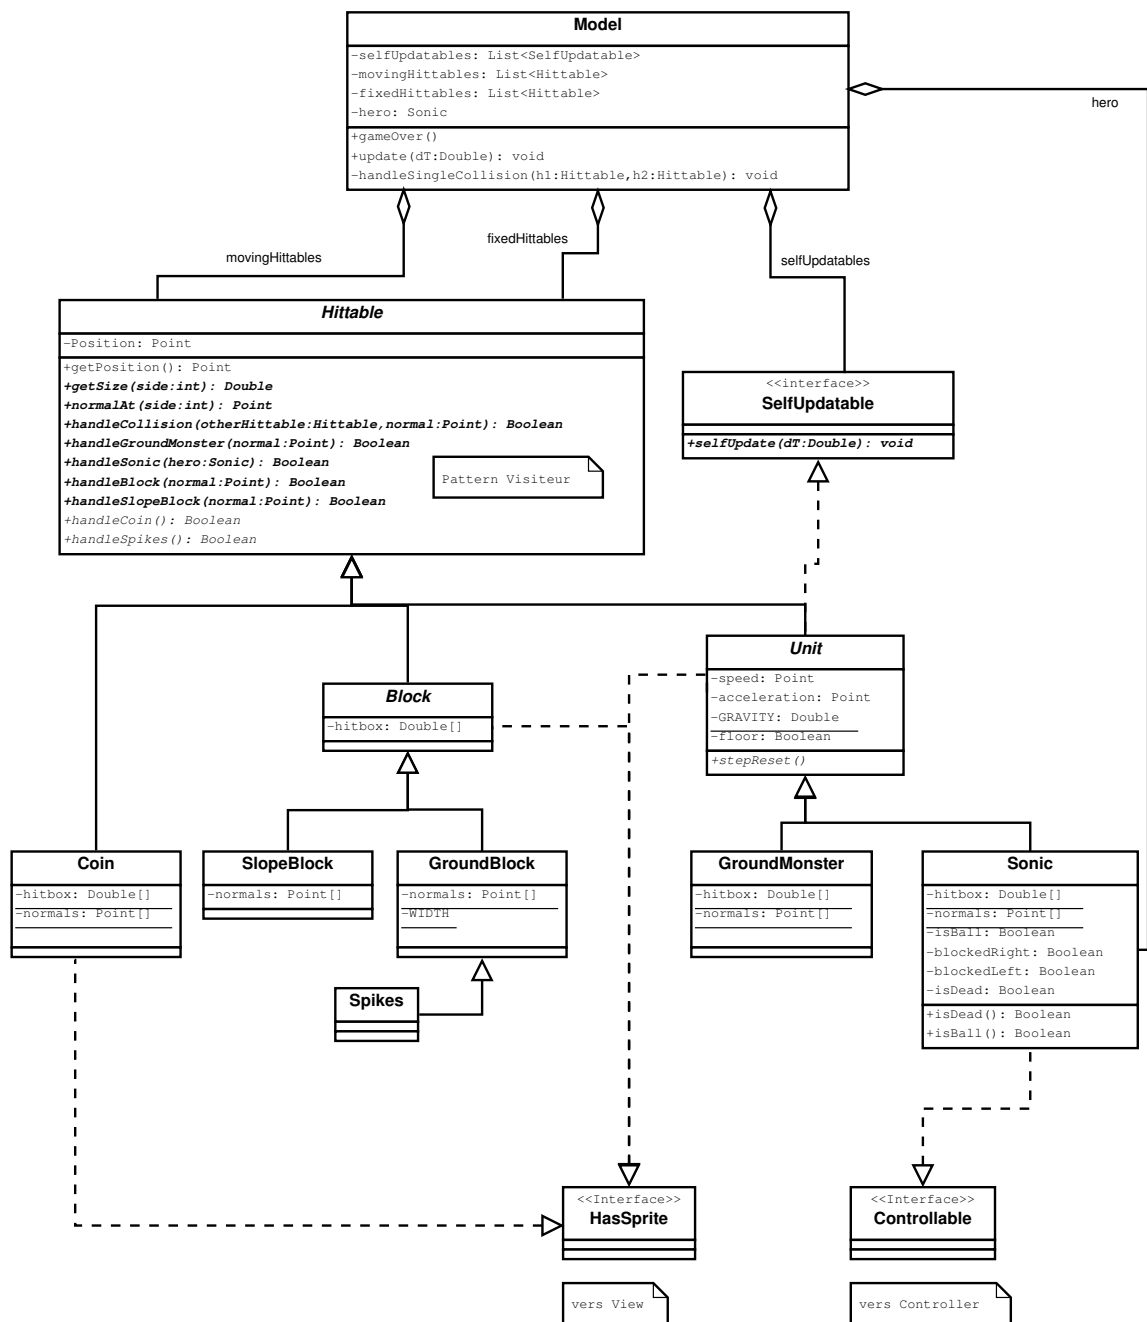 Model
-selfUpdatables: List<SelfUpdatable>
-movingHittables: List<Hittable>
-fixedHittables: List<Hittable>
-hero: Sonic
+gameOver()
+update(dT:Double): void
-handleSingleCollision(h1:Hittable,h2:Hittable): void
hero
movingHittables
fixedHittables
selfUpdatables
Hittable
-Position: Point
+getPosition(): Point
+getSize(side:int): Double
+normalAt(side:int): Point
+handleCollision(otherHittable:Hittable,normal:Point): Boolean
+handleGroundMonster(normal:Point): Boolean
+handleSonic(hero:Sonic): Boolean
+handleBlock(normal:Point): Boolean
+handleSlopeBlock(normal:Point): Boolean
+handleCoin(): Boolean
+handleSpikes(): Boolean
Pattern Visiteur
<<interface>>
SelfUpdatable
+selfUpdate(dT:Double): void
Unit
-speed: Point
-acceleration: Point
-GRAVITY: Double
-floor: Boolean
+stepReset()
Block
-hitbox: Double[]
Coin
-hitbox: Double[]
-normals: Point[]
SlopeBlock
-normals: Point[]
GroundBlock
-normals: Point[]
-WIDTH
Spikes
GroundMonster
-hitbox: Double[]
-normals: Point[]
Sonic
-hitbox: Double[]
-normals: Point[]
-isBall: Boolean
-blockedRight: Boolean
-blockedLeft: Boolean
-isDead: Boolean
+isDead(): Boolean
+isBall(): Boolean
<<Interface>>
HasSprite
<<Interface>>
Controllable
vers View
vers Controller